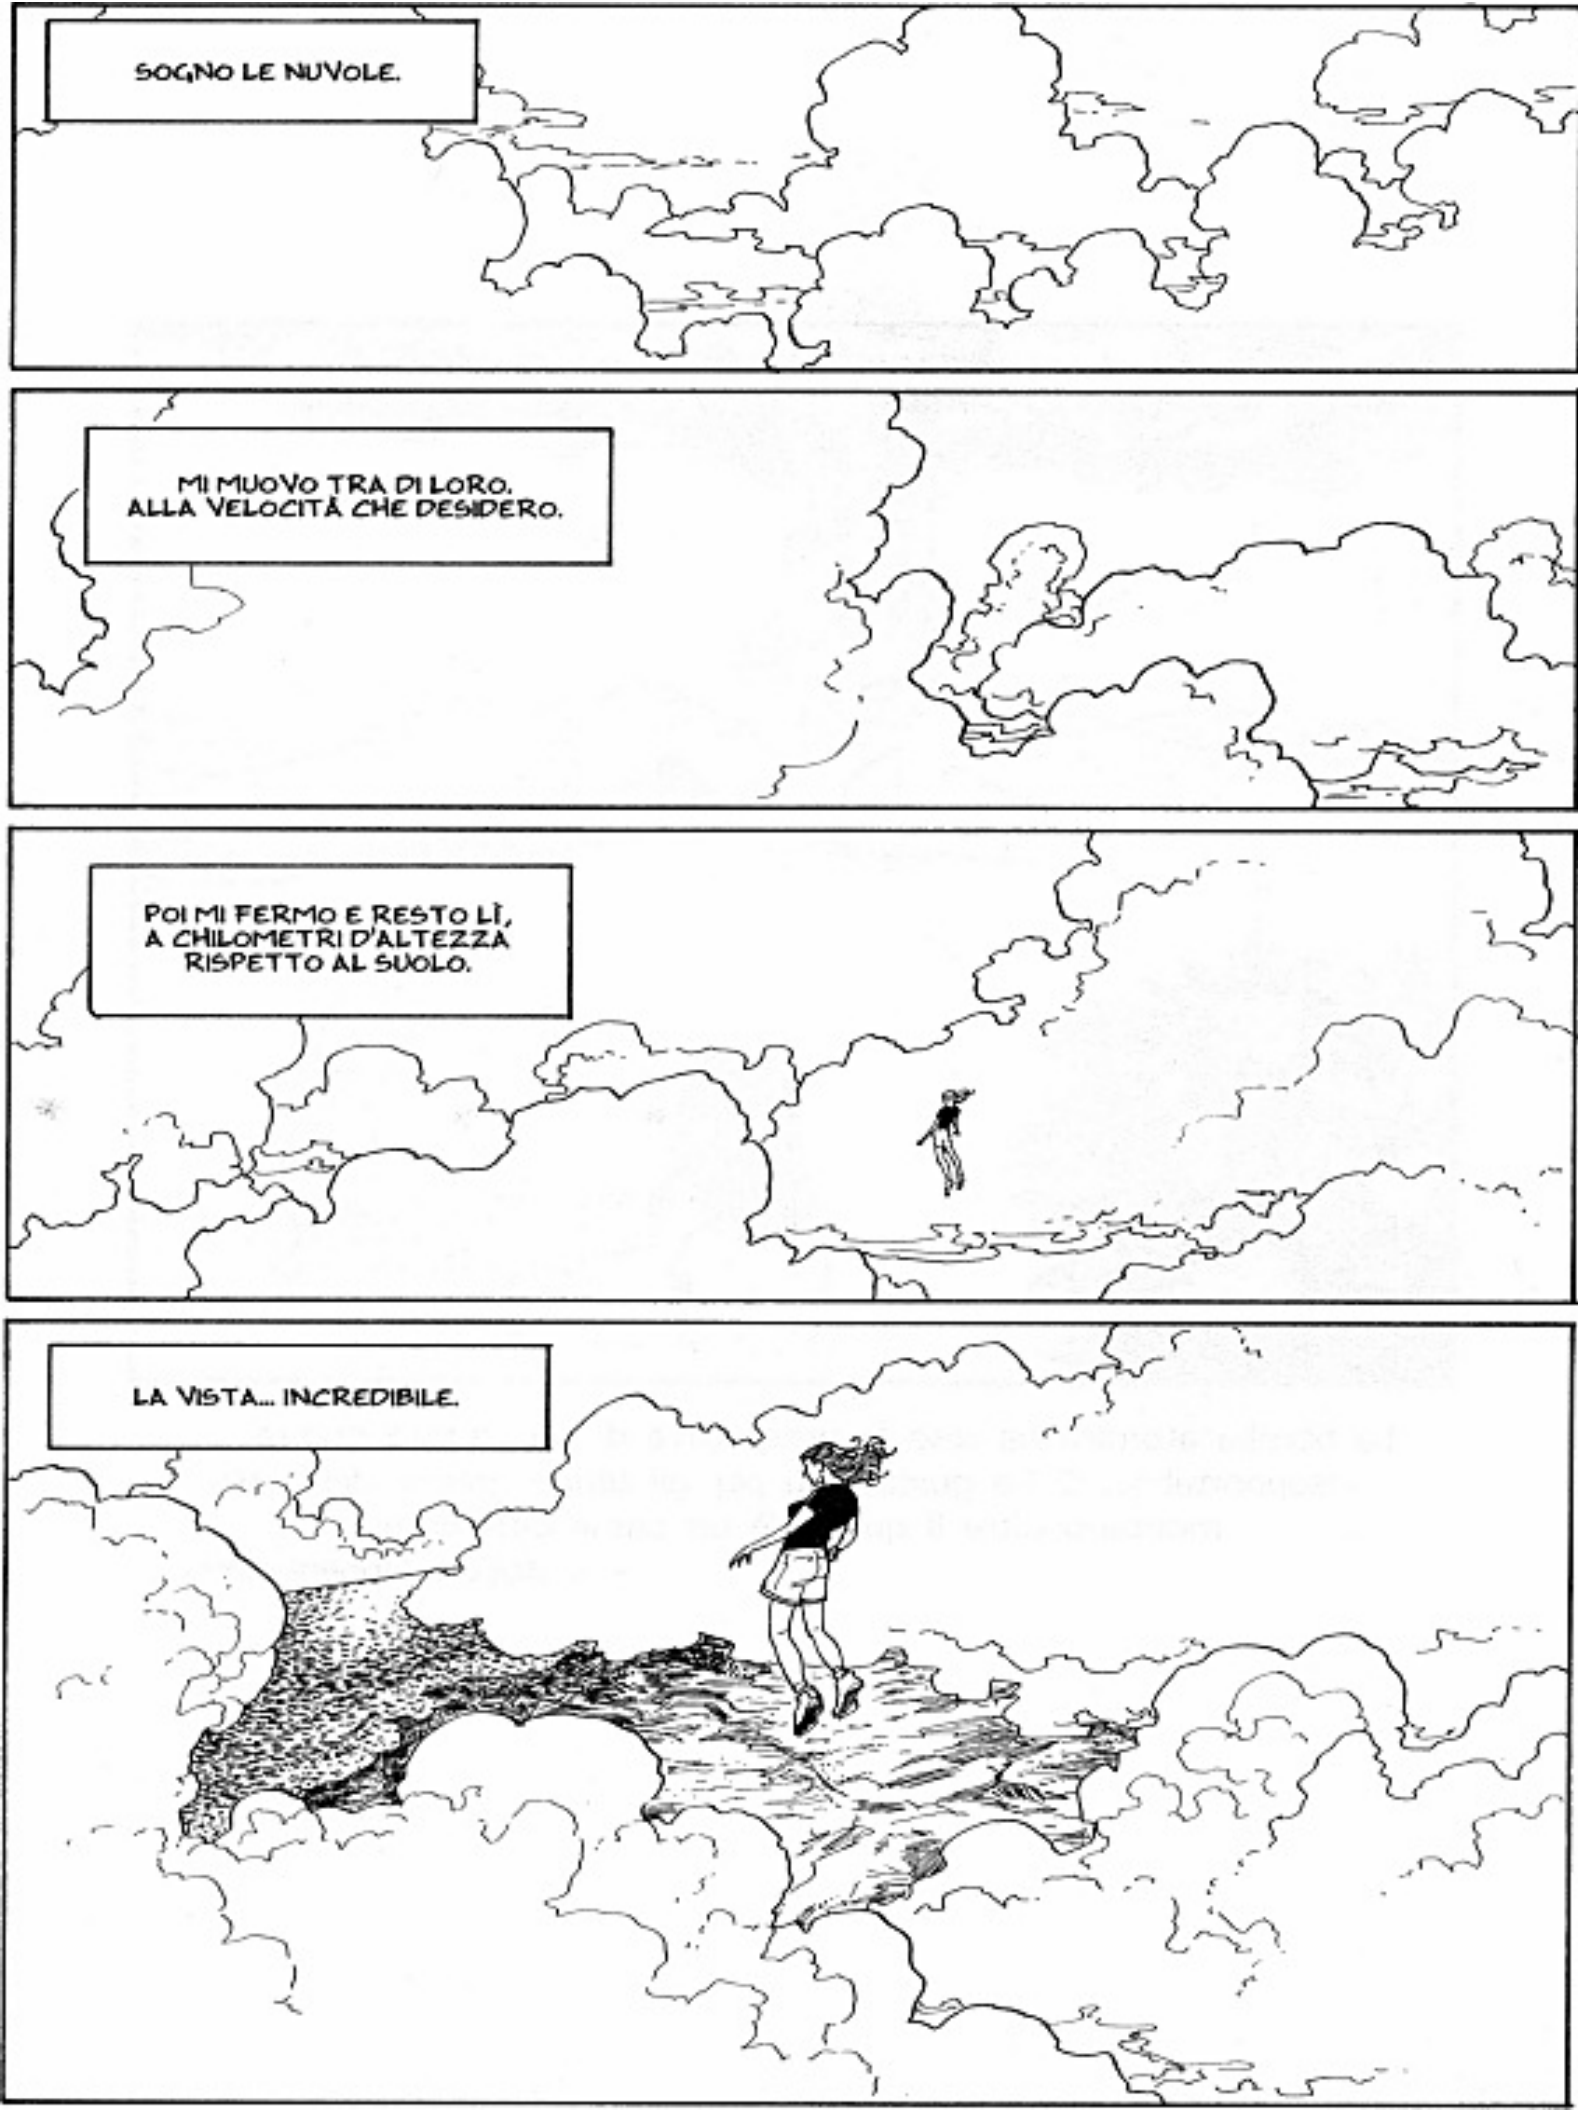 SOGNO LE NUVOLE.
MI MUOVO TRA DI LORO.
ALLA VELOCITÀ CHE DESIDERO.
POI MI FERMO E RESTO LÌ,
A CHILOMETRI D'ALTEZZA
RISPETTO AL SUOLO.
LA VISTA... INCREDIBILE.